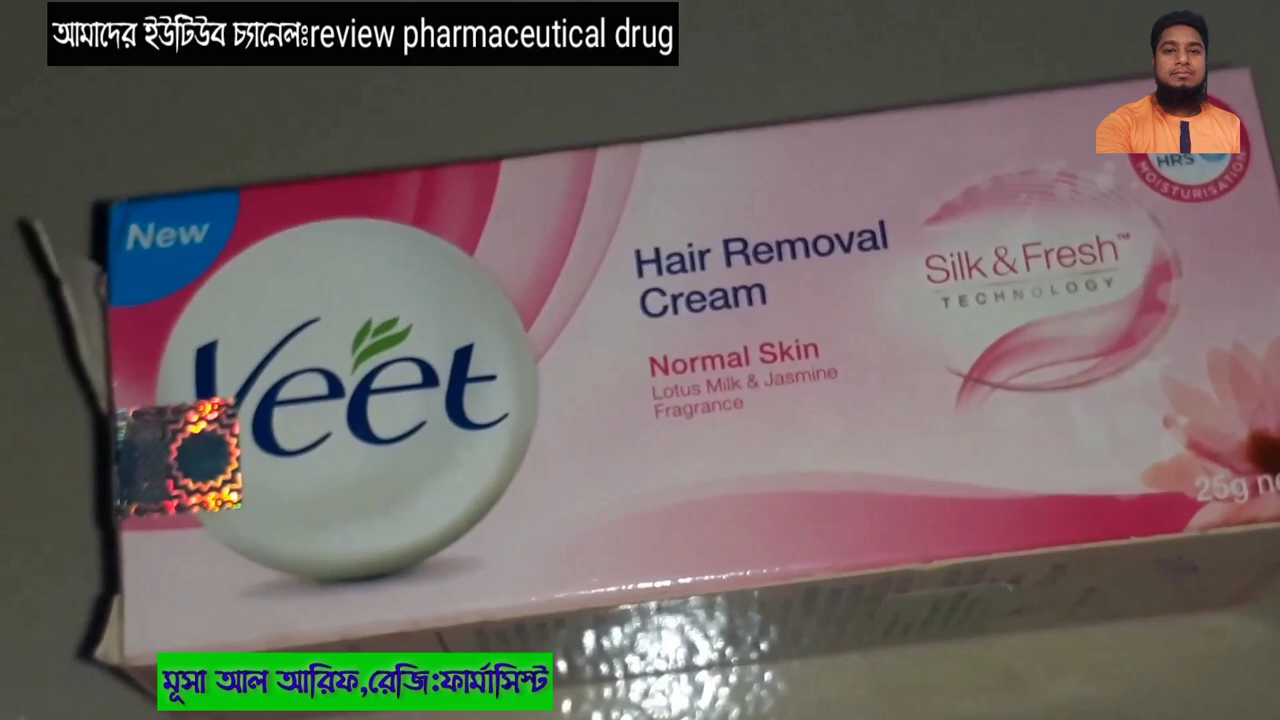 আমাদের ইউটিউব চ্যানেলঃreview pharmaceutical drug
HRS
MOISTURISATION
New
Veet
Hair Removal
Cream
Silk & Fresh™
TECHNOLOGY
Normal Skin
Lotus Milk & Jasmine
Fragrance
25g
মূসা আল আরিফ,রেজি:ফার্মাসিস্ট